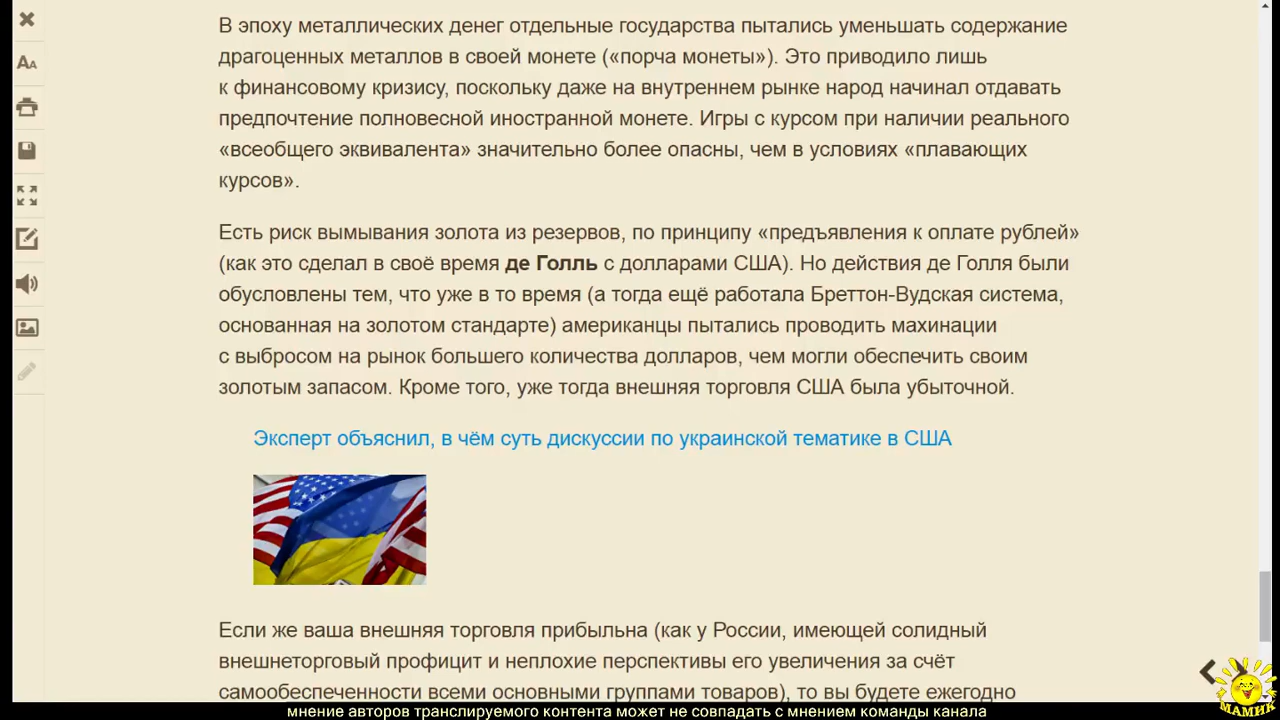 В эпоху металлических денег отдельные государства пытались уменьшать содержание
драгоценных металлов в своей монете («порча монеты»). Это приводило лишь
к финансовому кризису, поскольку даже на внутреннем рынке народ начинал отдавать
предпочтение полновесной иностранной монете. Игры с курсом при наличии реального
«всеобщего эквивалента» значительно более опасны, чем в условиях «плавающих
курсов».
Есть риск вымывания золота из резервов, по принципу «предъявления к оплате рублей»
(как это сделал в своё время де Голль с долларами США). Но действия де Голля были
обусловлены тем, что уже в то время (а тогда ещё работала Бреттон-Вудская система,
основанная на золотом стандарте) американцы пытались проводить махинации
с выбросом на рынок большего количества долларов, чем могли обеспечить своим
золотым запасом. Кроме того, уже тогда внешняя торговля США была убыточной.
Эксперт объяснил, в чём суть дискуссии по украинской тематике в США
Если же ваша внешняя торговля прибыльна (как у России, имеющей солидный
внешнеторговый профицит и неплохие перспективы его увеличения за счёт
самообеспеченности всеми основными группами товаров), то вы будете ежегодно
мнение авторов транслируемого контента может не совпадать с мнением команды канала
МАМИК
AA